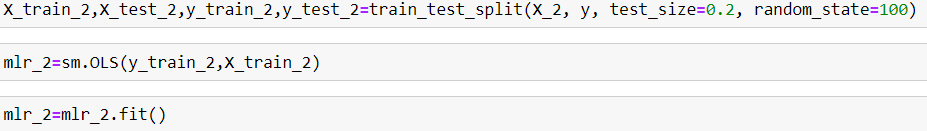 X_train_2,X_test_2,y_train_2,y_test_2=train_test_split(X_2, y, test_size=0.2, random_state=100)
mlr_2=sm.OLS(y_train_2,X_train_2)
mlr_2=mlr_2.fit()